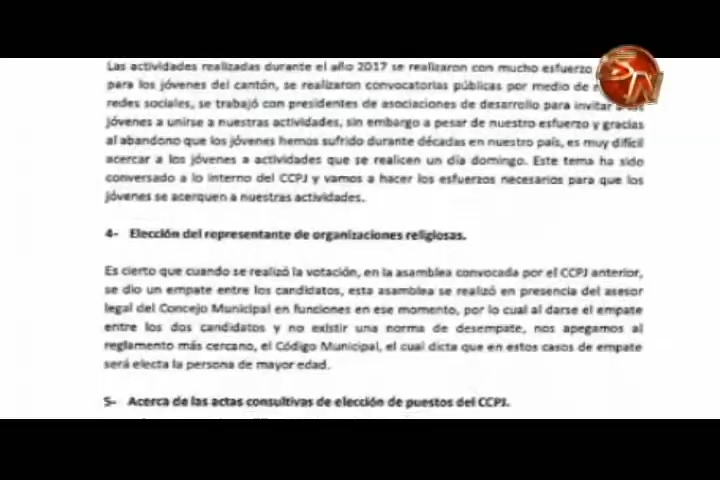 Las actividades realizadas durante el año 2017 se realizaron con mucho esfuerzo
para los jóvenes del cantón, se realizaron convocatorias públicas por medio de
redes sociales, se trabajó con presidentes de asociaciones de desarrollo para invitar a
jóvenes a unirse a nuestras actividades, sin embargo a pesar de nuestro esfuerzo y gracias
al abandono que los jóvenes hemos sufrido durante décadas en nuestro país, es muy difícil
acercar a los jóvenes a actividades que se realicen un día domingo. Este tema ha sido
conversado a lo interno del CCPJ y vamos a hacer los esfuerzos necesarios para que los
jóvenes se acerquen a nuestras actividades.
4- Elección del representante de organizaciones religiosas.
Es cierto que cuando se realizó la votación, en la asamblea convocada por el CCPJ anterior,
se dio un empate entre los candidatos, esta asamblea se realizó en presencia del asesor
legal del Concejo Municipal en funciones en ese momento, por lo cual al darse el empate
entre los dos candidatos y no existir una norma de desempate, nos apegamos al
reglamento más cercano, el Código Municipal, el cual dicta que en estos casos de empate
será electa la persona de mayor edad.
5- Acerca de las actas consultivas de elección de puestos del CCPJ.
SN